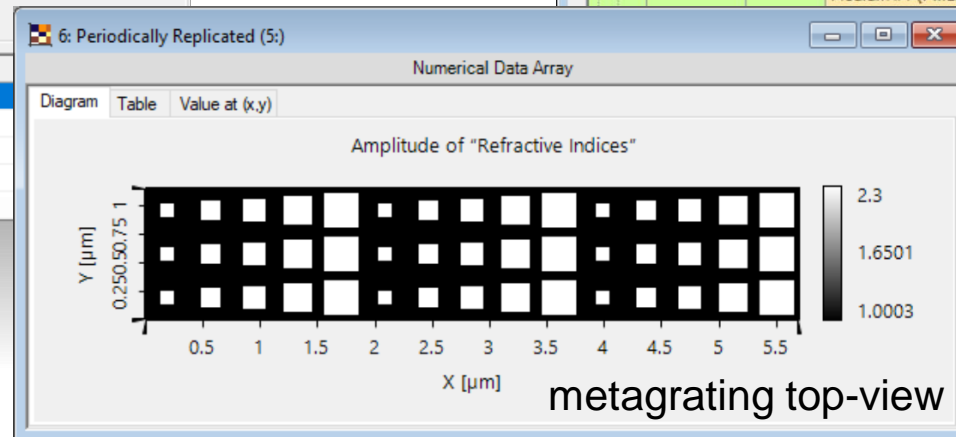 6: Periodically Replicated (5:)
Numerical Data Array
Diagram Table Value at (x,y)
Amplitude of “Refractive Indices”
Y [µm]
0.25 0.50 0.75 1
2.3
1.6501
1.0003
0.5 1 1.5 2 2.5 3 3.5 4 4.5 5 5.5
X [µm]
metagrating top-view